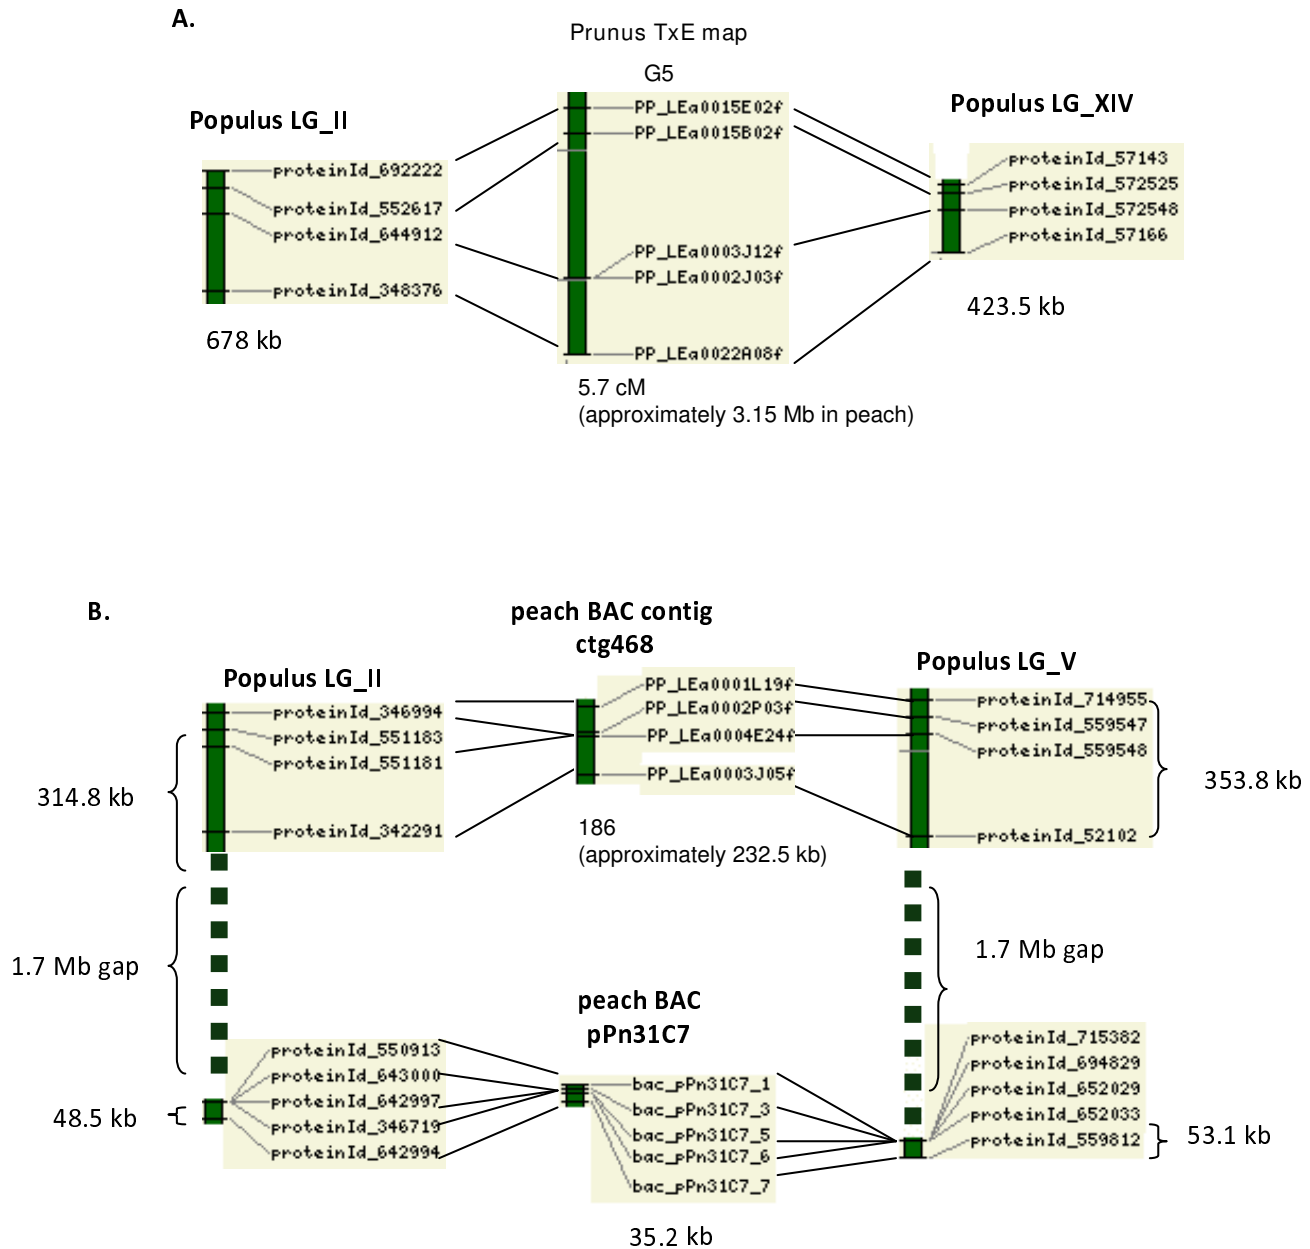 A.
Prunus TxE map
G5
Populus LG_II
proteinId_692222
proteinId_552617
proteinId_644912
proteinId_348376
678 kb
PP_LEa0015E02f
PP_LEa0015B02f
PP_LEa0003J12f
PP_LEa0002J03f
PP_LEa0022A08f
5.7 cM
(approximately 3.15 Mb in peach)
Populus LG_XIV
proteinId_57143
proteinId_572525
proteinId_572548
proteinId_57166
423.5 kb
B.
peach BAC contig
ctg468
Populus LG_II
proteinId_346994
proteinId_551183
proteinId_551181
proteinId_342291
314.8 kb
PP_LEa0001L19f
PP_LEa0002P03f
PP_LEa0004E24f
PP_LEa0003J05f
186
(approximately 232.5 kb)
Populus LG_V
proteinId_714955
proteinId_559547
proteinId_559548
proteinId_52102
353.8 kb
1.7 Mb gap
1.7 Mb gap
peach BAC
pPn31C7
proteinId_550913
proteinId_643000
proteinId_642997
proteinId_346719
proteinId_642994
48.5 kb
bac_pPn31C7_1
bac_pPn31C7_3
bac_pPn31C7_5
bac_pPn31C7_6
bac_pPn31C7_7
35.2 kb
proteinId_715382
proteinId_694829
proteinId_652029
proteinId_652033
proteinId_559812
53.1 kb